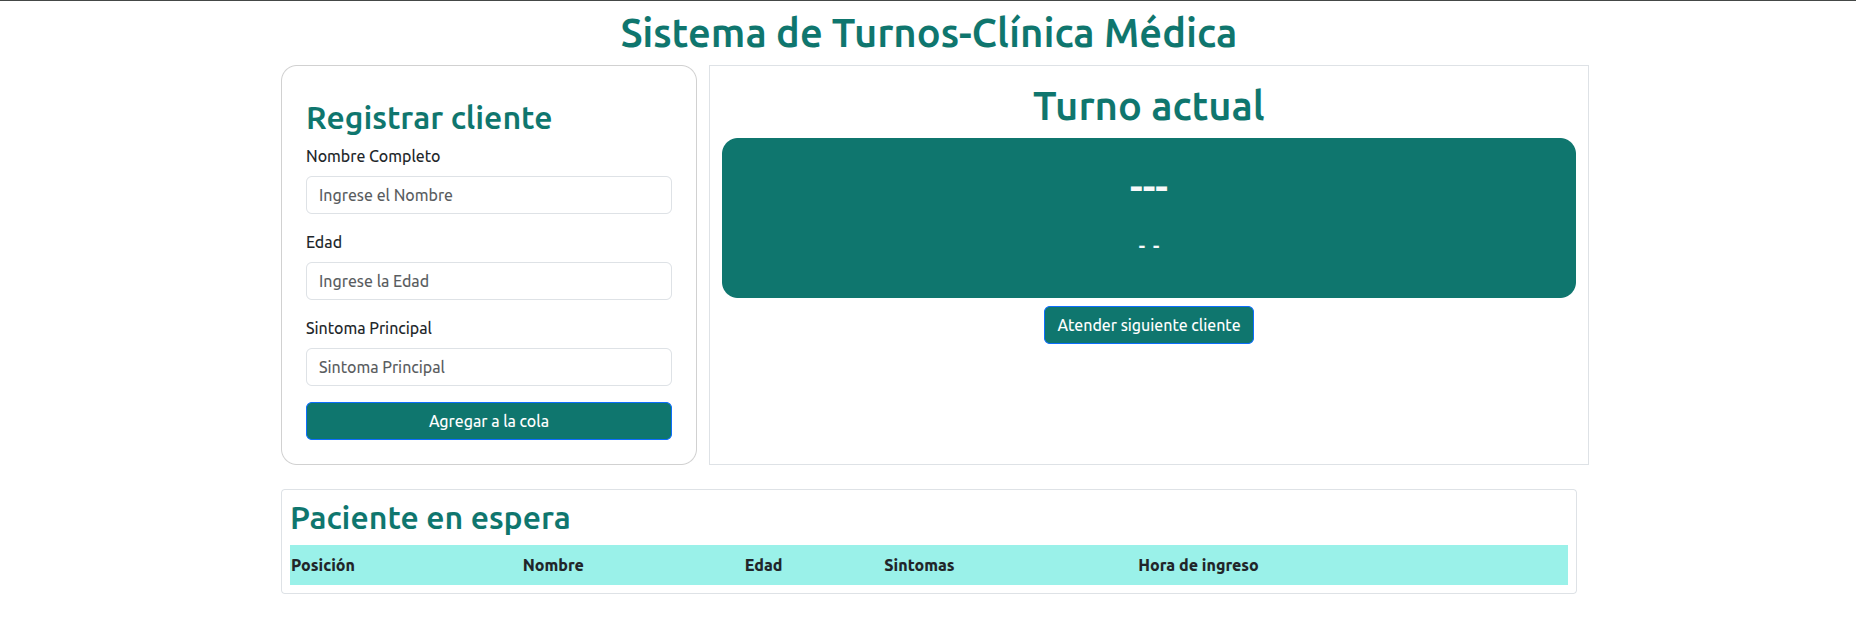 Sistema de Turnos-Clínica Médica
Registrar cliente
Nombre Completo
Ingrese el Nombre
Edad
Ingrese la Edad
Sintoma Principal
Sintoma Principal
Agregar a la cola
Turno actual
---
- -
Atender siguiente cliente
Paciente en espera
Posición Nombre Edad Sintomas Hora de ingreso